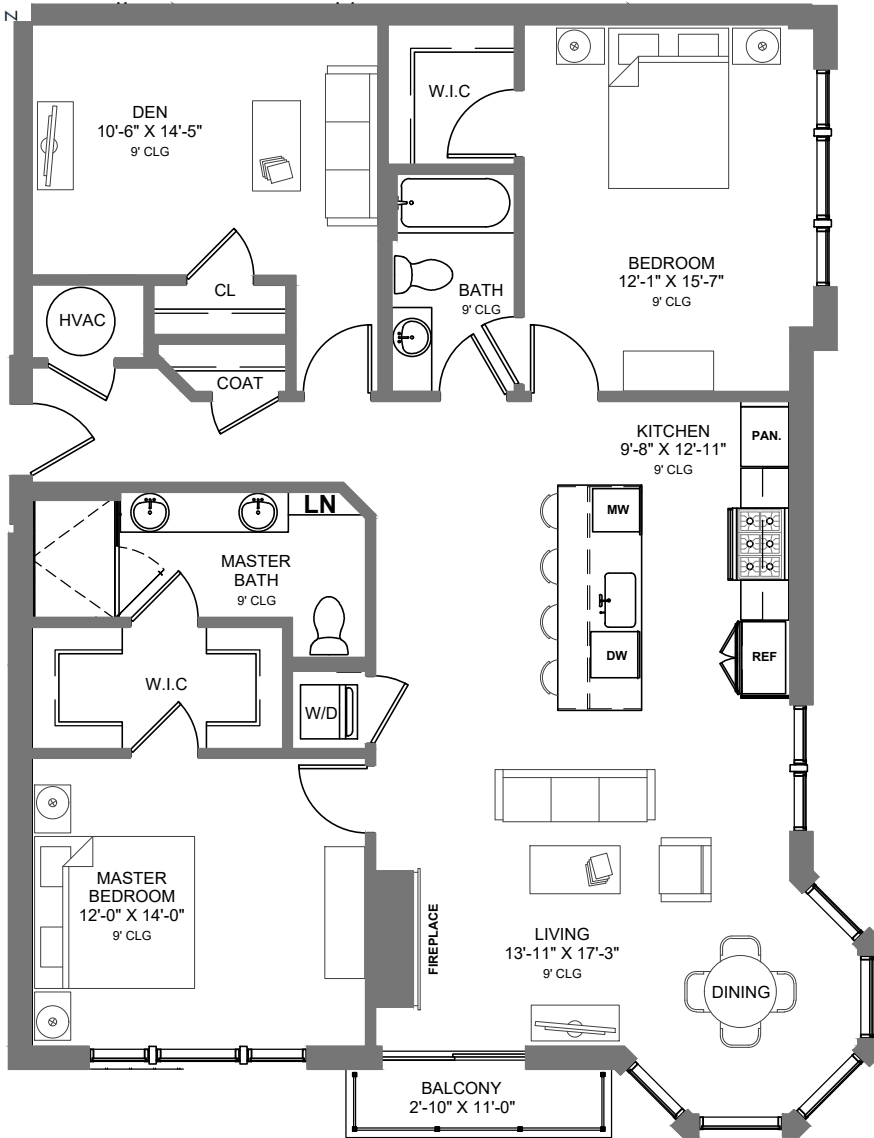 Z
DEN
10'-6" X 14'-5"
9' CLG
W.I.C
BEDROOM
12'-1" X 15'-7"
9' CLG
BATH
9' CLG
CL
HVAC
COAT
KITCHEN
9'-8" X 12'-11"
9' CLG
PAN.
MW
DW
REF
LN
MASTER
BATH
9' CLG
W.I.C
W/D
MASTER
BEDROOM
12'-0" X 14'-0"
9' CLG
FIREPLACE
LIVING
13'-11" X 17'-3"
9' CLG
DINING
BALCONY
2'-10" X 11'-0"